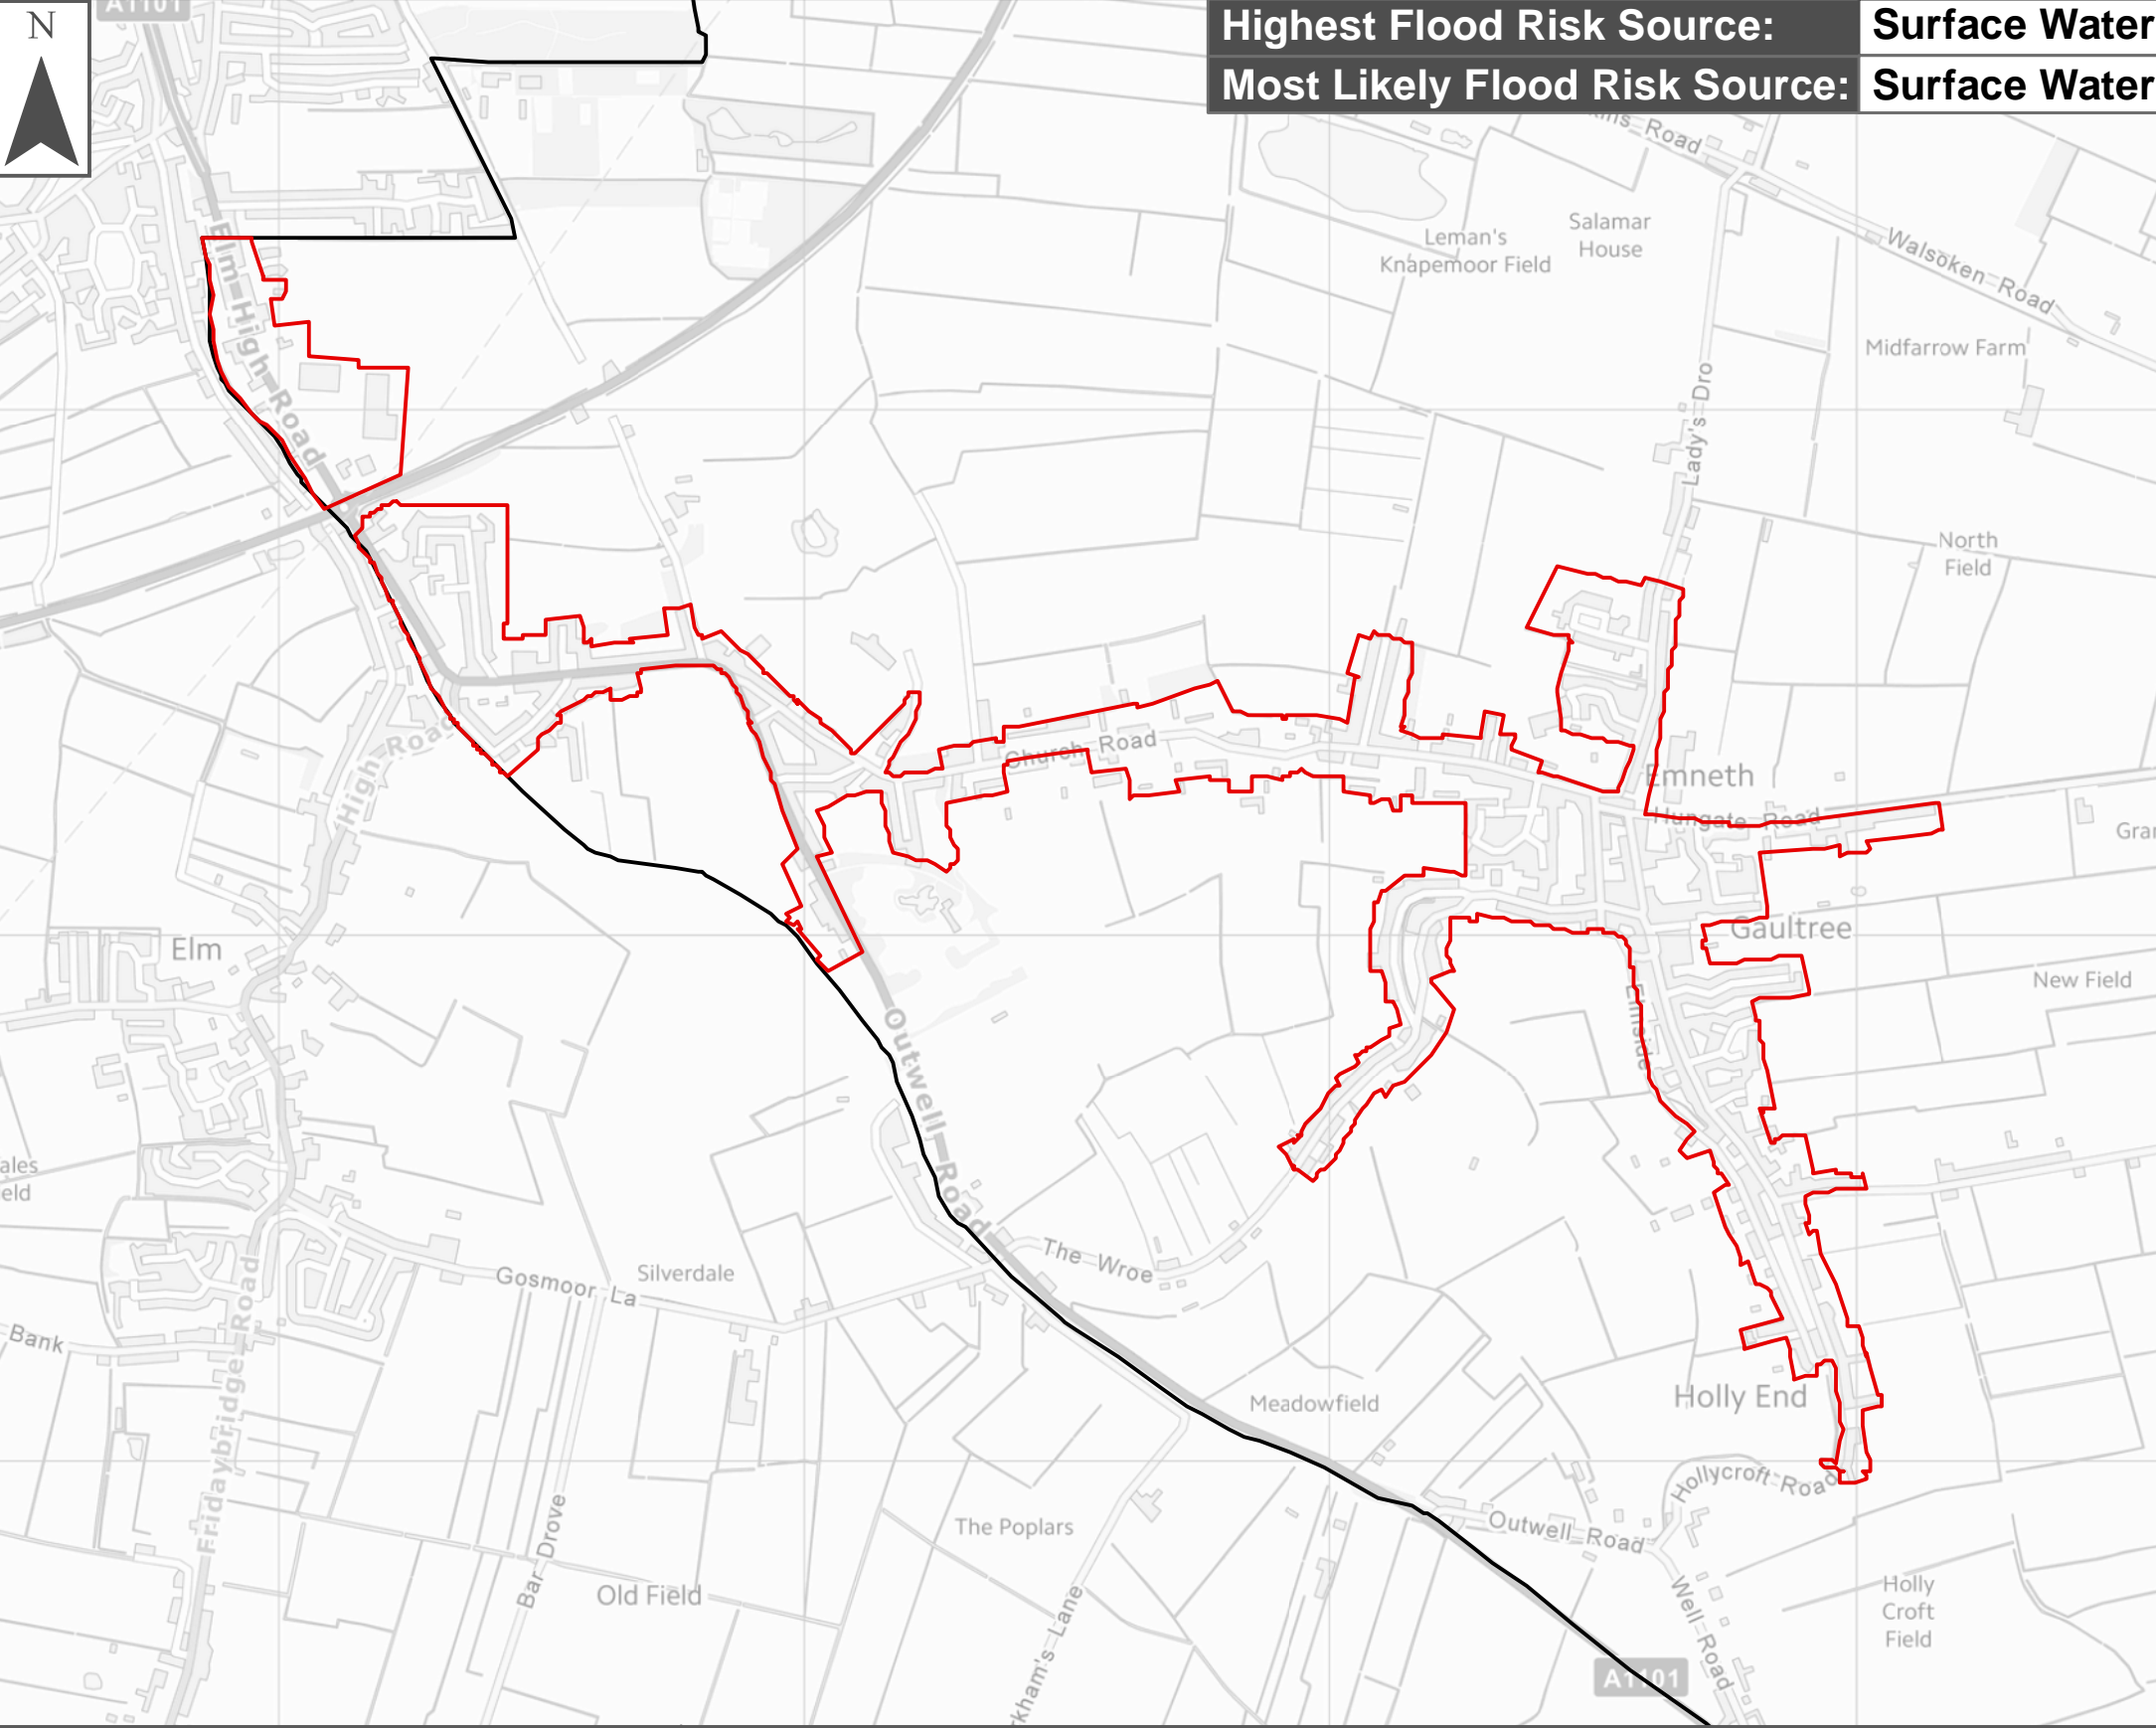 A1101
N
Highest Flood Risk Source: Surface Water
Most Likely Flood Risk Source: Surface Water
Road
Salamar
House
Leman's
Knapemoor Field
Walsoken Road
Elm High Road
Midfarrow Farm
Lady's Dro
North
Field
High Road
Church Road
Emneth
Hungate Road
Gaultree
Elm
New Field
Elmside
Outwell Road
The Wroe
Silverdale
Gosmoor La
Bank
Fridaybridge Road
Meadowfield
Holly End
Hollycroft Road
Outwell Road
The Poplars
Bar Drove
Old Field
Well Road
Holly
Croft
Field
A1101